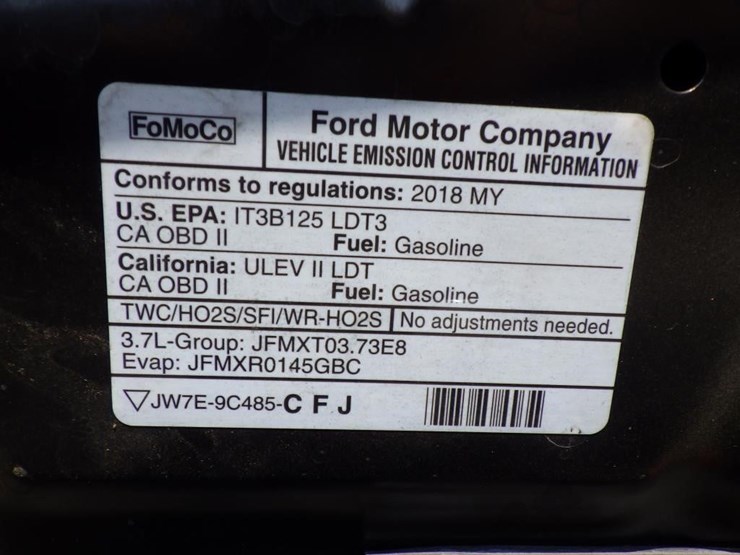 FoMoCo
Ford Motor Company
VEHICLE EMISSION CONTROL INFORMATION
Conforms to regulations: 2018 MY
U.S. EPA: IT3B125 LDT3
CA OBD II Fuel: Gasoline
California: ULEV II LDT
CA OBD II Fuel: Gasoline
TWC/HO2S/SFI/WR-HO2S No adjustments needed.
3.7L-Group: JFMXT03.73E8
Evap: JFMXR0145GBC
JW7E-9C485-C F J